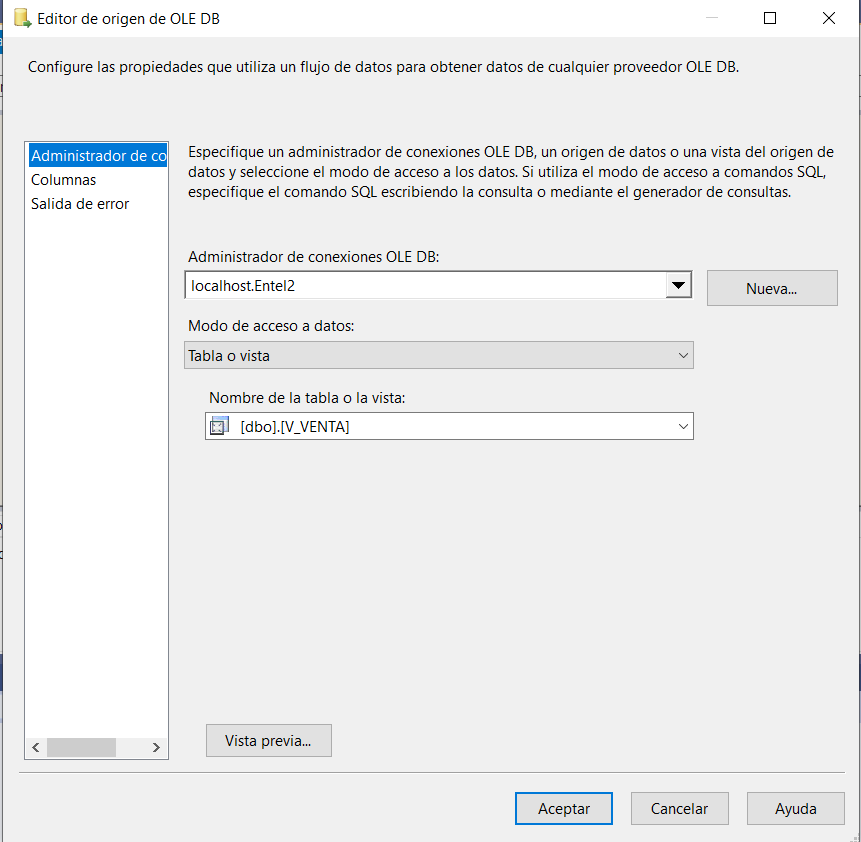 Editor de origen de OLE DB
Configure las propiedades que utiliza un flujo de datos para obtener datos de cualquier proveedor OLE DB.
Administrador de co
Columnas
Salida de error
Especifique un administrador de conexiones OLE DB, un origen de datos o una vista del origen de
datos y seleccione el modo de acceso a los datos. Si utiliza el modo de acceso a comandos SQL,
especifique el comando SQL escribiendo la consulta o mediante el generador de consultas.
Administrador de conexiones OLE DB:
localhost.Entel2
Nueva...
Modo de acceso a datos:
Tabla o vista
Nombre de la tabla o la vista:
[dbo].[V_VENTA]
Vista previa...
Aceptar
Cancelar
Ayuda